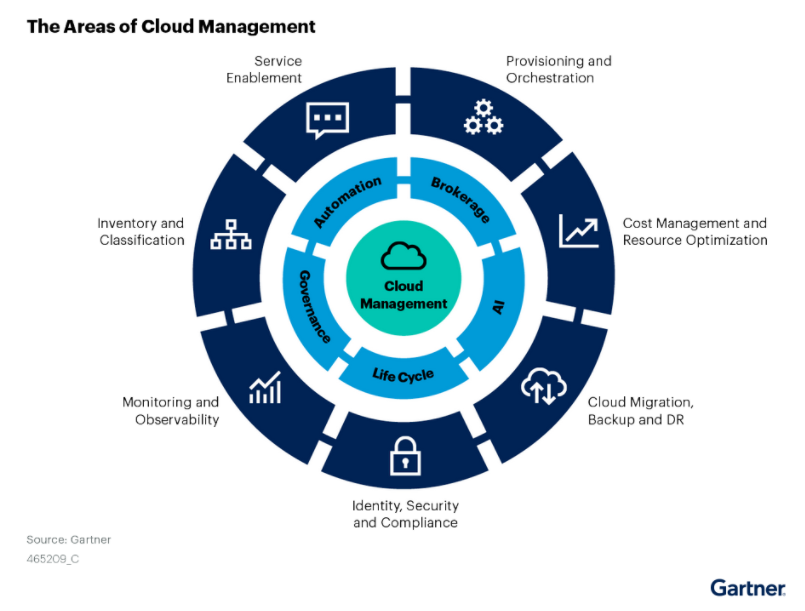 The Areas of Cloud Management
Service
Enablement
Provisioning and
Orchestration
Automation
Brokerage
Inventory and
Classification
Cost Management and
Resource Optimization
Cloud
Management
Governance
AI
Life Cycle
Monitoring and
Observability
Cloud Migration,
Backup and DR
Identity, Security
and Compliance
Source: Gartner
465209_C
Gartner